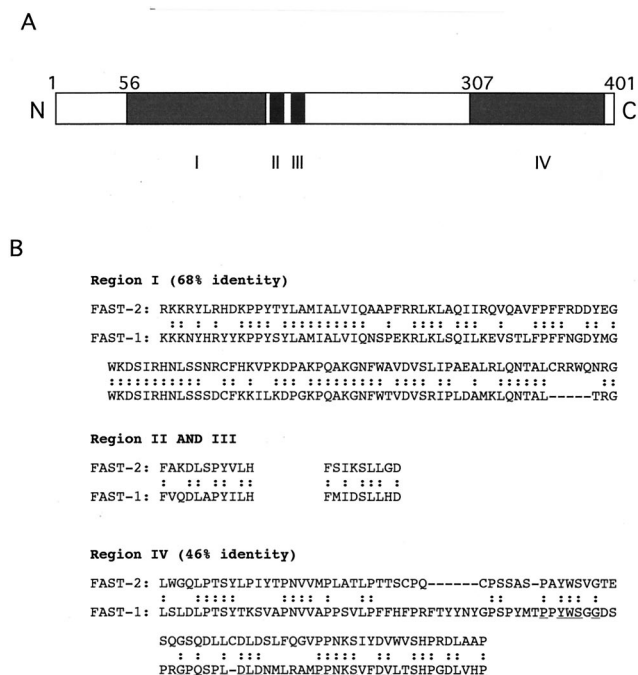 A
1 56 307 401
N C
I II III IV
B
Region I (68% identity)
FAST-2: RKKRYLRHDKPPYTYLAMIALVIQAAPFRRLKLAQIIRQVQAVFPFFRDDYEG
:: : : :::: ::::::::::: : :::: ::: ::: : :::: :: :
FAST-1: KKKNYHRYYKPPYSYLAMIALVIQNSPEKRLKLSQILKEVSTLFPFFNGDYMG
WKDSIRHNLSSNRCFHKVPKDPAKPQAKGNFWAVDVSLIPAEALRLQNTALCRRWQNRG
::::::::::: :: : ::: ::::::::: :::: :: : : :::::: ::
WKDSIRHNLSSSDCFKKILKDPGKPQAKGNFWTVDVSRIPLDAMKLQNTAL-----TRG
Region II AND III
FAST-2: FAKDLSPYVLH FSIKSLLGD
: :: :: :: : : ::: :
FAST-1: FVQDLAPYILH FMIDSLLHD
Region IV (46% identity)
FAST-2: LWGQLPTSYLPIYTPNVVMPLATLPTTSCPQ------CPSSAS-PAYWSVGTE
: ::::: :::: : :: :: : ::: :
FAST-1: LSLDLPTSYTKSVAPNVVAPPSVLPFFHFPRFTYYNYGPSPYMTPPYWSGGDS
SQGSQDLLCDLDSLFQGVPPNKSIYDVWVSHPRDLAAP
: : : ::: ::::: :: ::: : :
PRGPQSPL-DLDNMLRAMPPNKSVFDVLTSHPGDLVHP